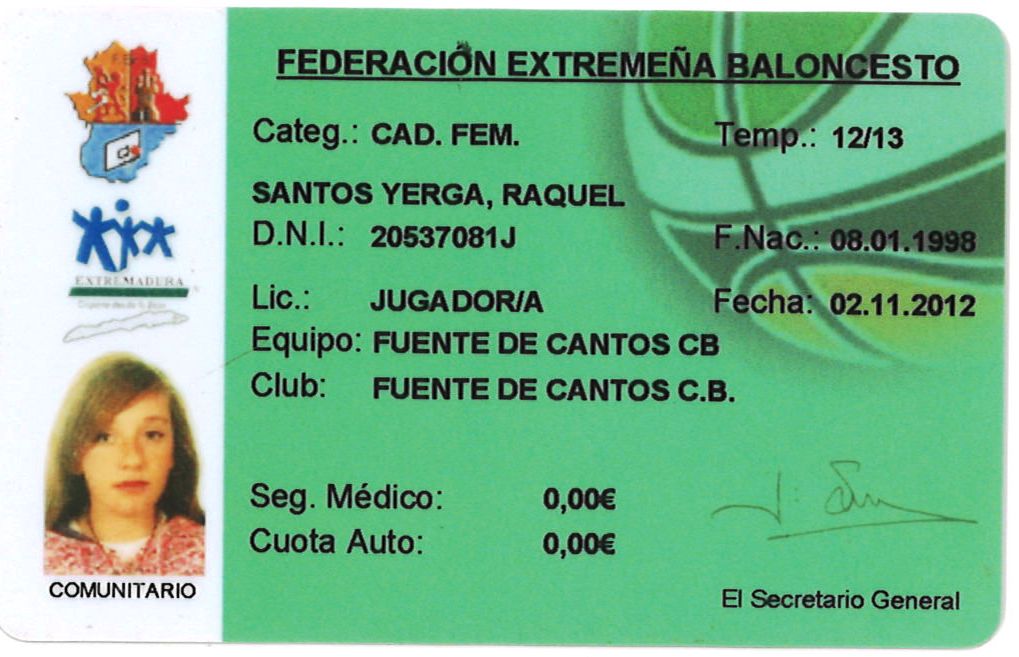 FEDERACIÓN EXTREMEÑA BALONCESTO
Categ.: CAD. FEM. Temp.: 12/13
SANTOS YERGA, RAQUEL
D.N.I.: 20537081J F.Nac.: 08.01.1998
EXTREMADURA
Lic.: JUGADOR/A Fecha: 02.11.2012
Equipo: FUENTE DE CANTOS CB
Club: FUENTE DE CANTOS C.B.
Seg. Médico: 0,00€
Cuota Auto: 0,00€
COMUNITARIO
El Secretario General